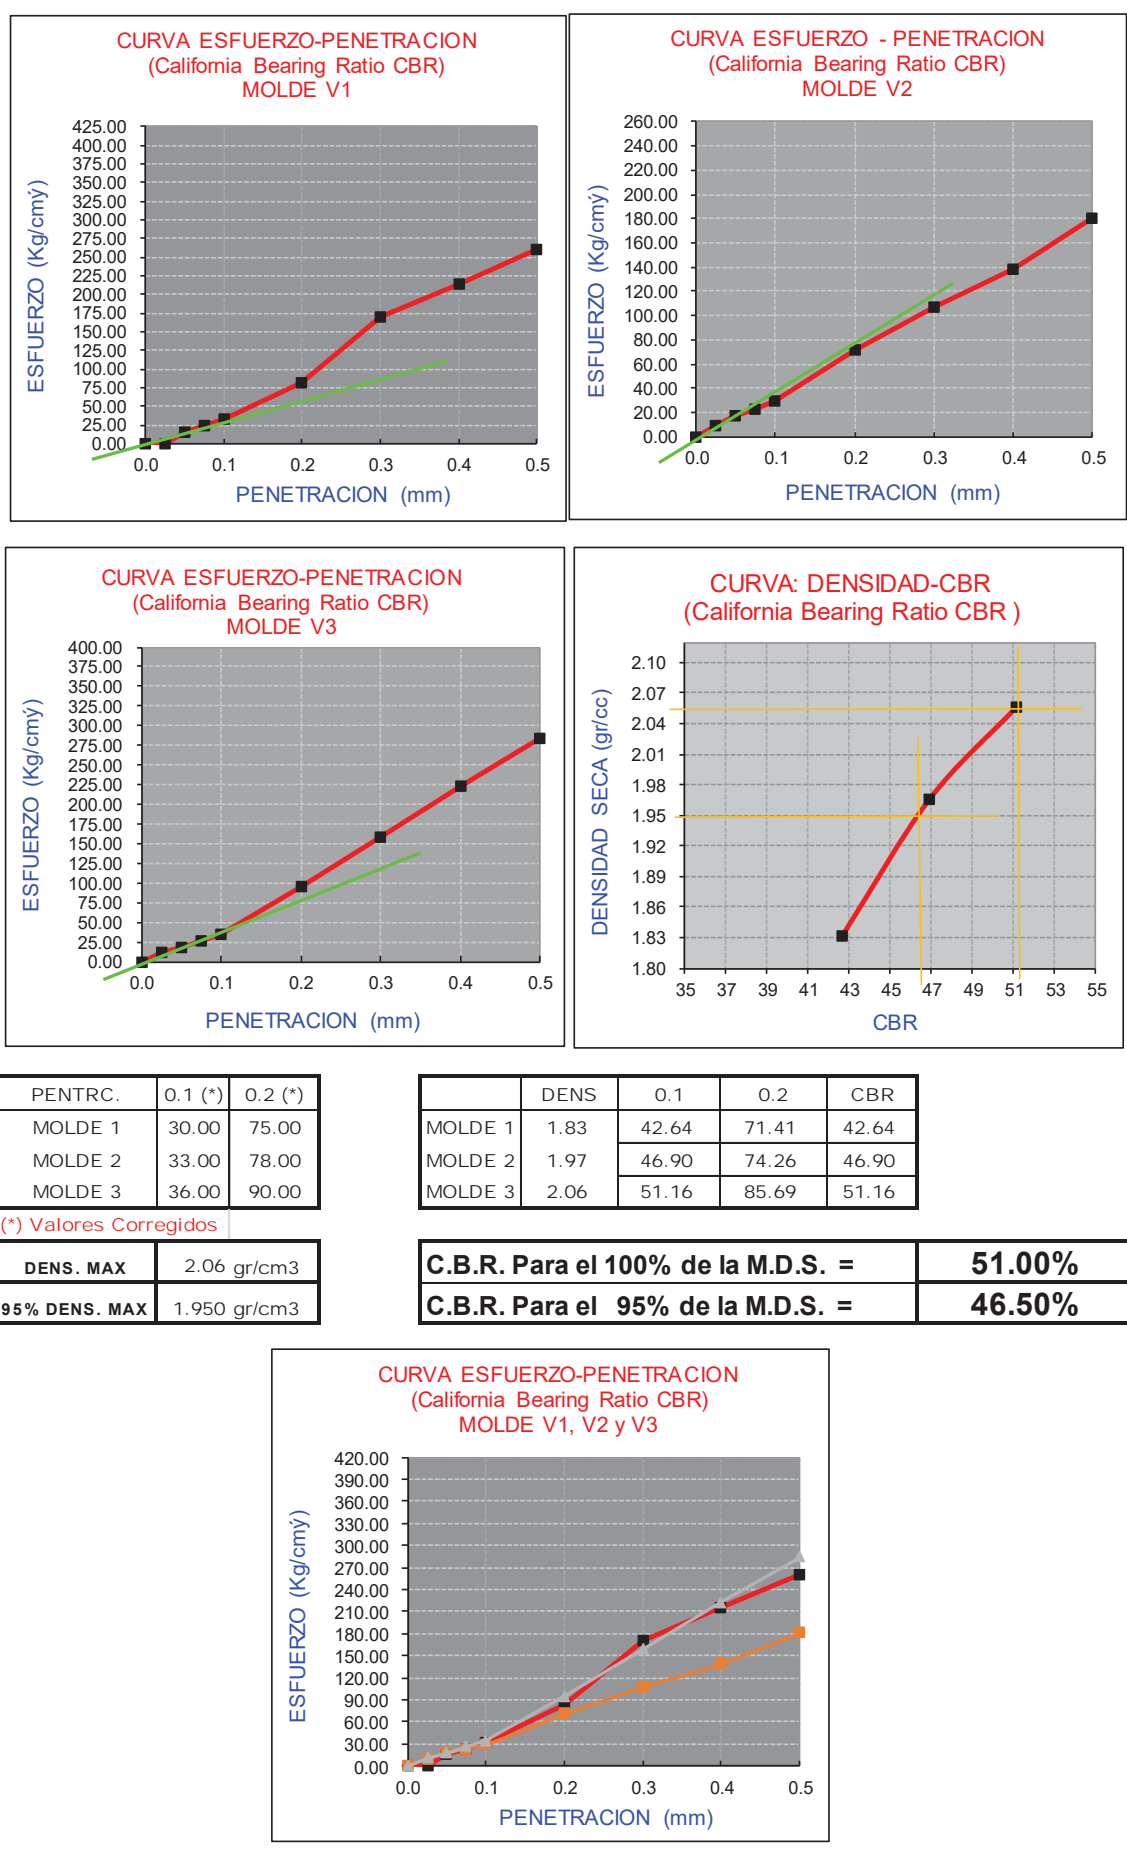 CURVA ESFUERZO-PENETRACION
(California Bearing Ratio CBR)
MOLDE V1
425.00
400.00
375.00
350.00
325.00
300.00
275.00
250.00
225.00
200.00
175.00
150.00
125.00
100.00
75.00
50.00
25.00
0.00
0.0 0.1 0.2 0.3 0.4 0.5
ESFUERZO (Kg/cmý)
PENETRACION (mm)
CURVA ESFUERZO - PENETRACION
(California Bearing Ratio CBR)
MOLDE V2
260.00
240.00
220.00
200.00
180.00
160.00
140.00
120.00
100.00
80.00
60.00
40.00
20.00
0.00
0.0 0.1 0.2 0.3 0.4 0.5
ESFUERZO (Kg/cmý)
PENETRACION (mm)
CURVA ESFUERZO-PENETRACION
(California Bearing Ratio CBR)
MOLDE V3
400.00
375.00
350.00
325.00
300.00
275.00
250.00
225.00
200.00
175.00
150.00
125.00
100.00
75.00
50.00
25.00
0.00
0.0 0.1 0.2 0.3 0.4 0.5
ESFUERZO (Kg/cmý)
PENETRACION (mm)
CURVA: DENSIDAD-CBR
(California Bearing Ratio CBR )
2.10
2.07
2.04
2.01
1.98
1.95
1.92
1.89
1.86
1.83
1.80
35 37 39 41 43 45 47 49 51 53 55
DENSIDAD SECA (gr/cc)
CBR
PENTRC. 0.1 (*) 0.2 (*)
MOLDE 1 30.00 75.00
MOLDE 2 33.00 78.00
MOLDE 3 36.00 90.00
(*) Valores Corregidos
DENS. MAX 2.06 gr/cm3
95% DENS. MAX 1.950 gr/cm3
DENS 0.1 0.2 CBR
MOLDE 1 1.83 42.64 71.41 42.64
MOLDE 2 1.97 46.90 74.26 46.90
MOLDE 3 2.06 51.16 85.69 51.16
C.B.R. Para el 100% de la M.D.S. = 51.00%
C.B.R. Para el 95% de la M.D.S. = 46.50%
CURVA ESFUERZO-PENETRACION
(California Bearing Ratio CBR)
MOLDE V1, V2 y V3
420.00
390.00
360.00
330.00
300.00
270.00
240.00
210.00
180.00
150.00
120.00
90.00
60.00
30.00
0.00
0.0 0.1 0.2 0.3 0.4 0.5
ESFUERZO (Kg/cmý)
PENETRACION (mm)